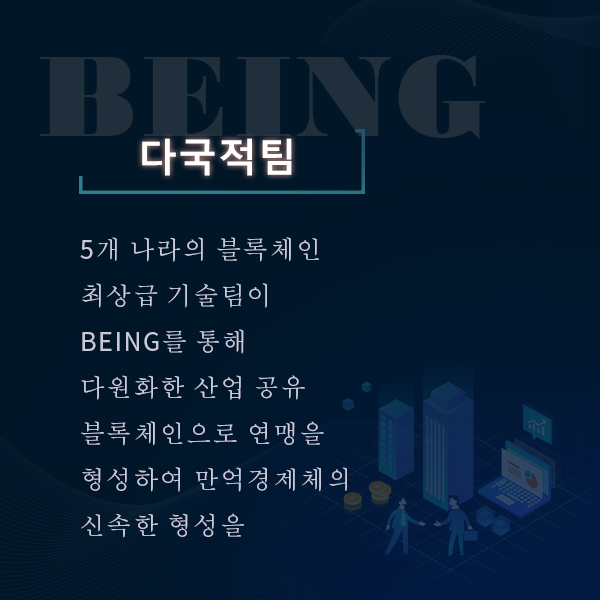 BEING
다국적팀
5개 나라의 블록체인
최상급 기술팀이
BEING를 통해
다원화한 산업 공유
블록체인으로 연맹을
형성하여 만억경제체의
신속한 형성을